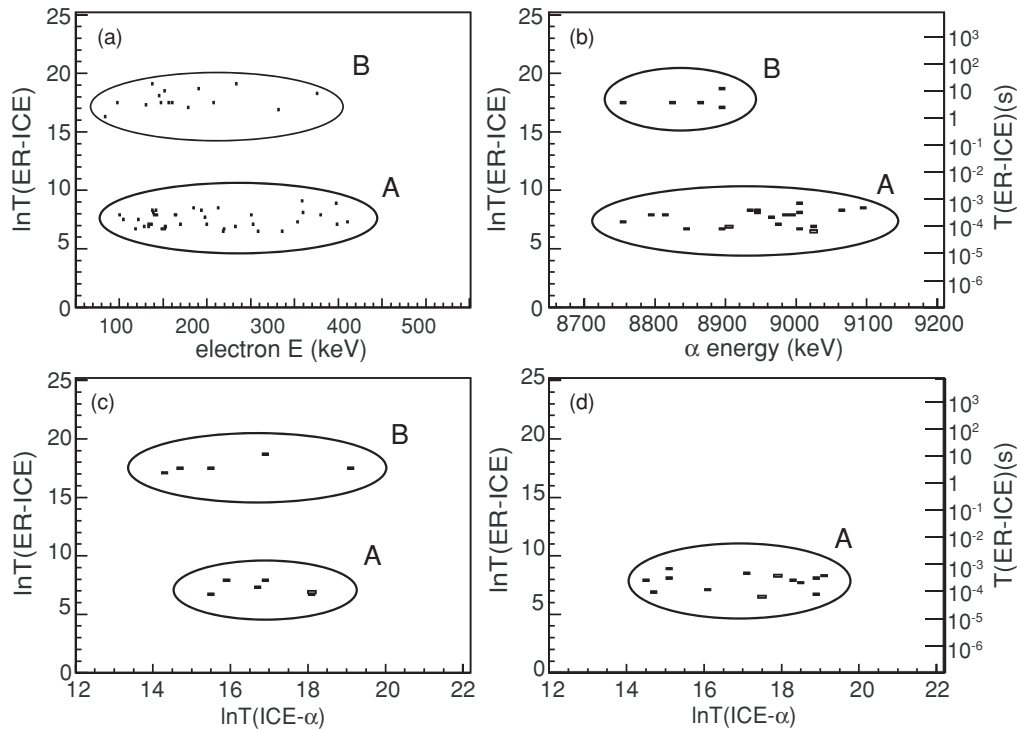 (a)
B
A
lnT(ER-ICE)
25
20
15
10
5
0
100 200 300 400 500
electron E (keV)
(b)
B
A
25
20
15
10
5
0
8700 8800 8900 9000 9100 9200
α energy (keV)
lnT(ER-ICE)
T(ER-ICE)(s)
10³
10²
10
1
10⁻¹
10⁻²
10⁻³
10⁻⁴
10⁻⁵
10⁻⁶
(c)
B
A
lnT(ER-ICE)
25
20
15
10
5
0
12 14 16 18 20 22
lnT(ICE-α)
(d)
A
lnT(ER-ICE)
25
20
15
10
5
0
12 14 16 18 20 22
lnT(ICE-α)
T(ER-ICE)(s)
10³
10²
10
1
10⁻¹
10⁻²
10⁻³
10⁻⁴
10⁻⁵
10⁻⁶